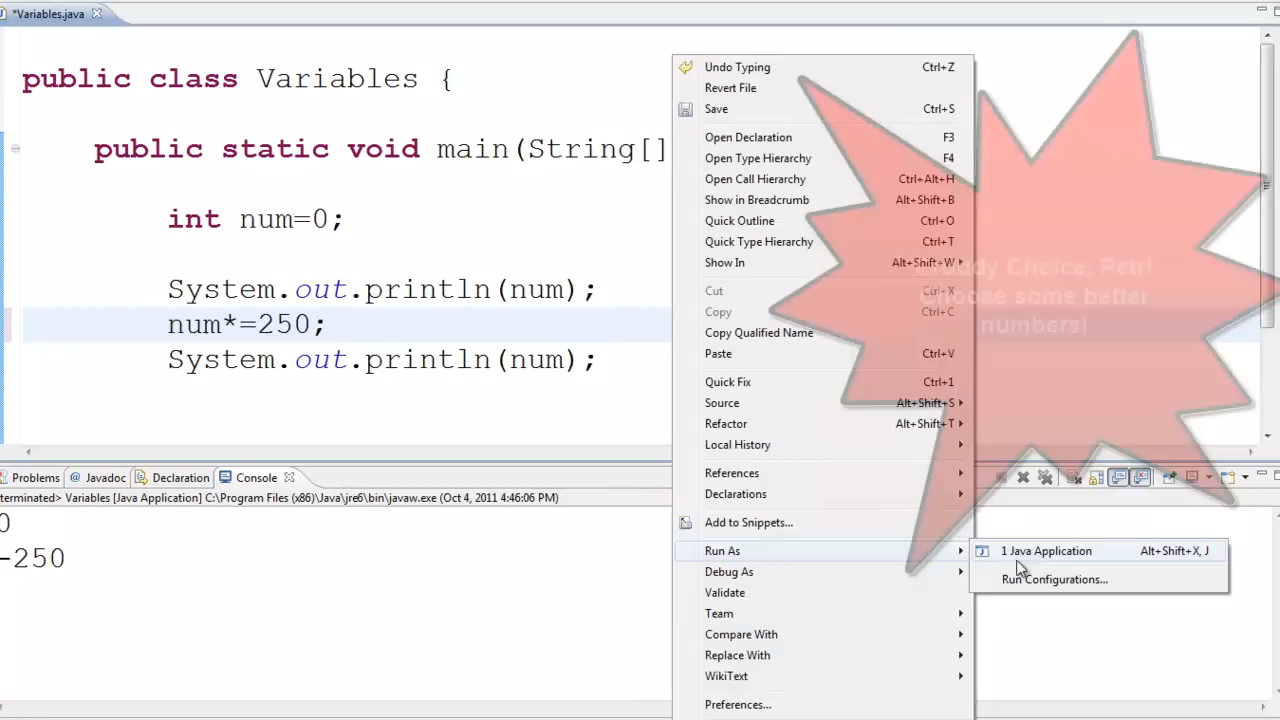 *Variables.java
public class Variables {
public static void main(String[]
int num=0;
System.out.println(num);
num*=250;
System.out.println(num);
Undo Typing Ctrl+Z
Revert File
Save Ctrl+S
Open Declaration F3
Open Type Hierarchy F4
Open Call Hierarchy Ctrl+Alt+H
Show in Breadcrumb Alt+Shift+B
Quick Outline Ctrl+O
Quick Type Hierarchy Ctrl+T
Show In Alt+Shift+W
Cut Ctrl+X
Copy Ctrl+C
Copy Qualified Name
Paste Ctrl+V
Quick Fix Ctrl+1
Source Alt+Shift+S
Refactor Alt+Shift+T
Local History
References
Declarations
Add to Snippets...
Run As
Debug As
Validate
Team
Compare With
Replace With
WikiText
Preferences...
1 Java Application Alt+Shift+X, J
Run Configurations...
Choice, Petr!
Choose some better
numbers!
Problems Javadoc Declaration Console
terminated> Variables [Java Application] C:\Program Files (x86)\Java\jre6\bin\javaw.exe (Oct 4, 2011 4:46:06 PM)
0
-250